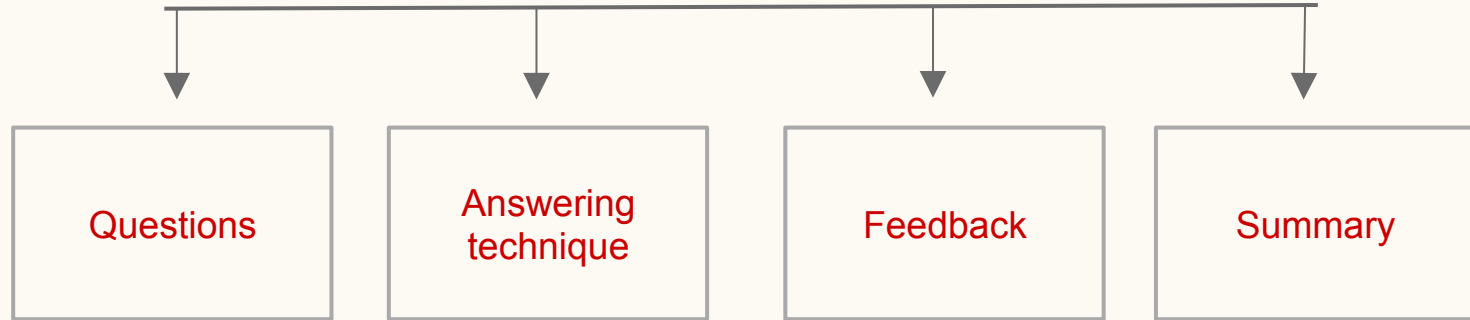 Questions
Answering
technique
Feedback
Summary